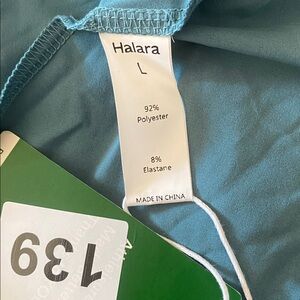 Halara
L
92%
Polyester
8%
Elastane
MADE IN CHINA
139